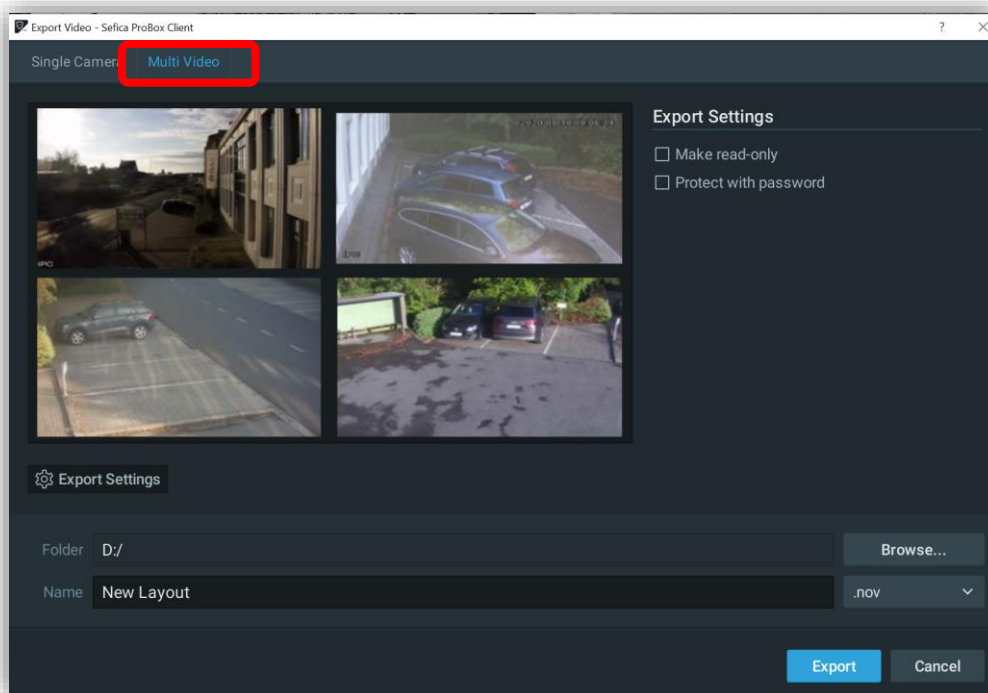 Export Video - Sefica ProBox Client
?
Single Camera
Multi Video
Export Settings
Make read-only
Protect with password
IPC
Export Settings
Folder
D:/
Browse...
Name
New Layout
.nov
Export
Cancel